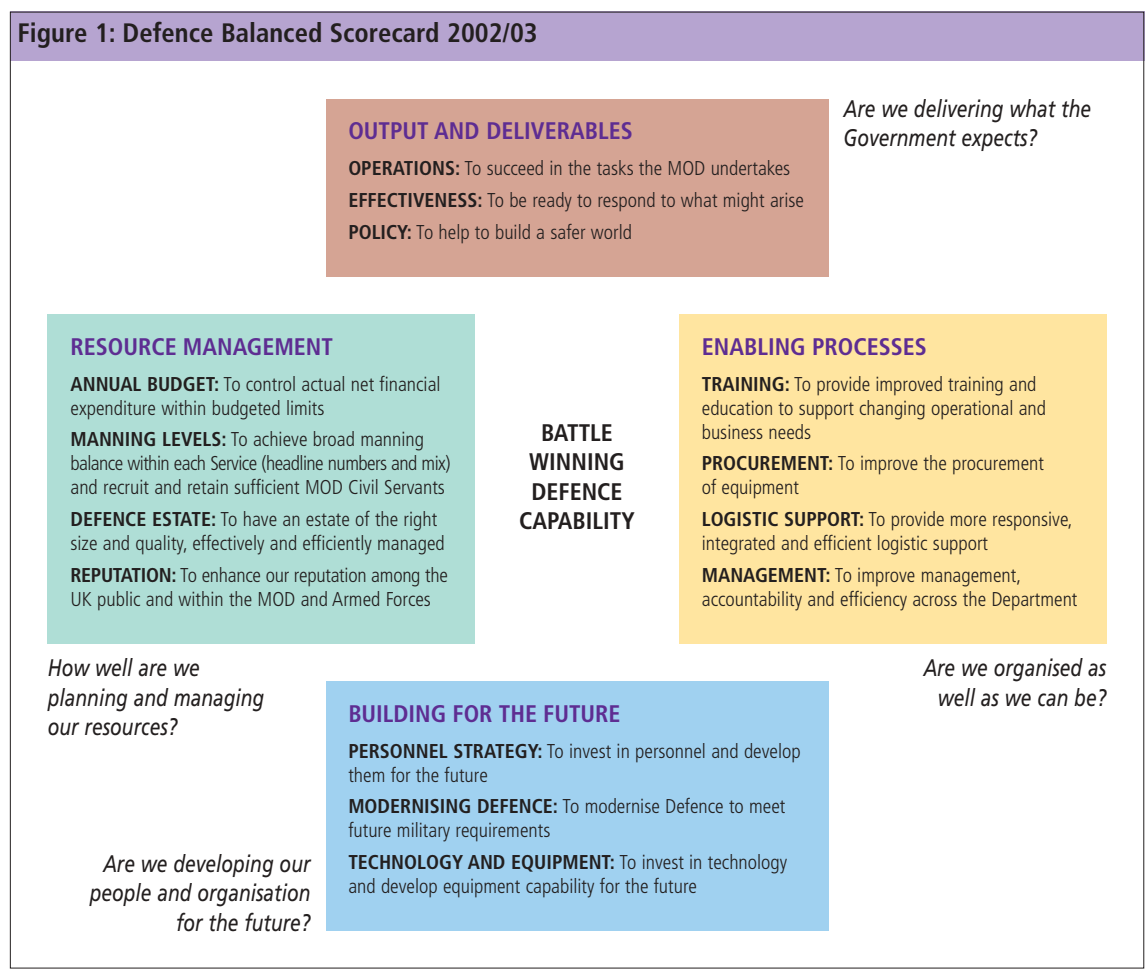 Figure 1: Defence Balanced Scorecard 2002/03
OUTPUT AND DELIVERABLES
OPERATIONS: To succeed in the tasks the MOD undertakes
EFFECTIVENESS: To be ready to respond to what might arise
POLICY: To help to build a safer world
Are we delivering what the
Government expects?
RESOURCE MANAGEMENT
ANNUAL BUDGET: To control actual net financial
expenditure within budgeted limits
MANNING LEVELS: To achieve broad manning
balance within each Service (headline numbers and mix)
and recruit and retain sufficient MOD Civil Servants
DEFENCE ESTATE: To have an estate of the right
size and quality, effectively and efficiently managed
REPUTATION: To enhance our reputation among the
UK public and within the MOD and Armed Forces
How well are we
planning and managing
our resources?
BATTLE
WINNING
DEFENCE
CAPABILITY
ENABLING PROCESSES
TRAINING: To provide improved training and
education to support changing operational and
business needs
PROCUREMENT: To improve the procurement
of equipment
LOGISTIC SUPPORT: To provide more responsive,
integrated and efficient logistic support
MANAGEMENT: To improve management,
accountability and efficiency across the Department
Are we organised as
well as we can be?
BUILDING FOR THE FUTURE
PERSONNEL STRATEGY: To invest in personnel and develop
them for the future
MODERNISING DEFENCE: To modernise Defence to meet
future military requirements
TECHNOLOGY AND EQUIPMENT: To invest in technology
and develop equipment capability for the future
Are we developing our
people and organisation
for the future?